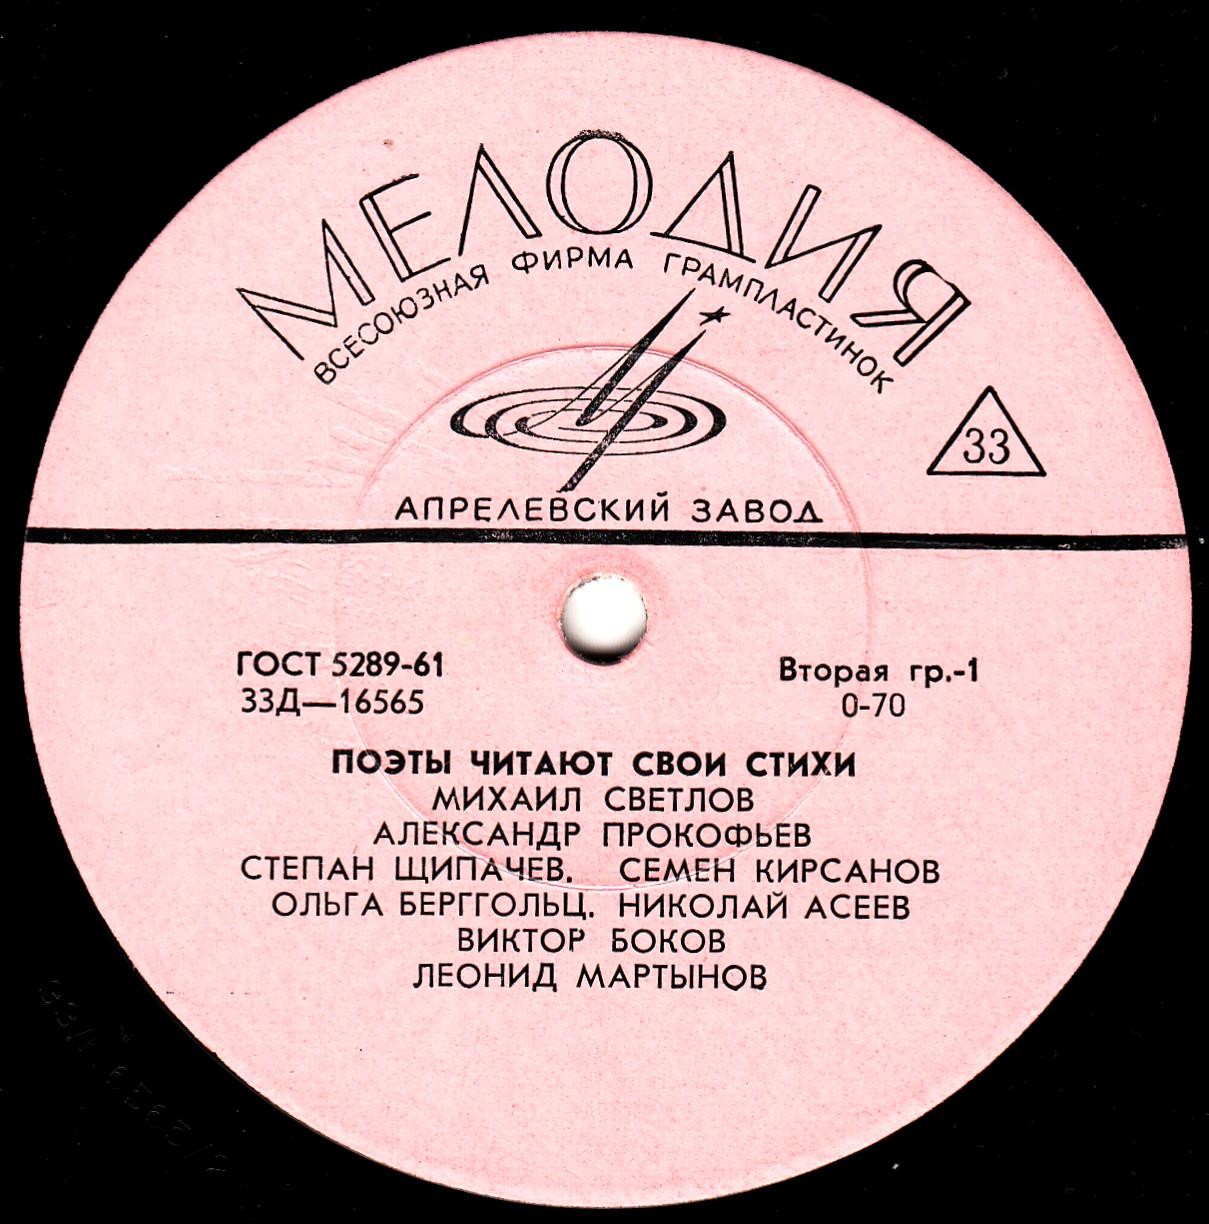 МЕЛОДИЯ
ВСЕСОЮЗНАЯ ФИРМА ГРАМПЛАСТИНОК
33
АПРЕЛЕВСКИЙ ЗАВОД
ГОСТ 5289-61 Вторая гр.-1
33Д—16565 0-70
ПОЭТЫ ЧИТАЮТ СВОИ СТИХИ
МИХАИЛ СВЕТЛОВ
АЛЕКСАНДР ПРОКОФЬЕВ
СТЕПАН ЩИПАЧЕВ. СЕМЕН КИРСАНОВ
ОЛЬГА БЕРГГОЛЬЦ. НИКОЛАЙ АСЕЕВ
ВИКТОР БОКОВ
ЛЕОНИД МАРТЫНОВ